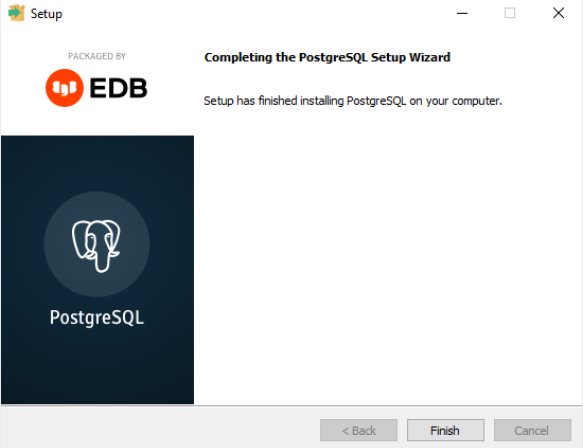 Setup
PACKAGED BY
EDB
Completing the PostgreSQL Setup Wizard
Setup has finished installing PostgreSQL on your computer.
PostgreSQL
< Back
Finish
Cancel